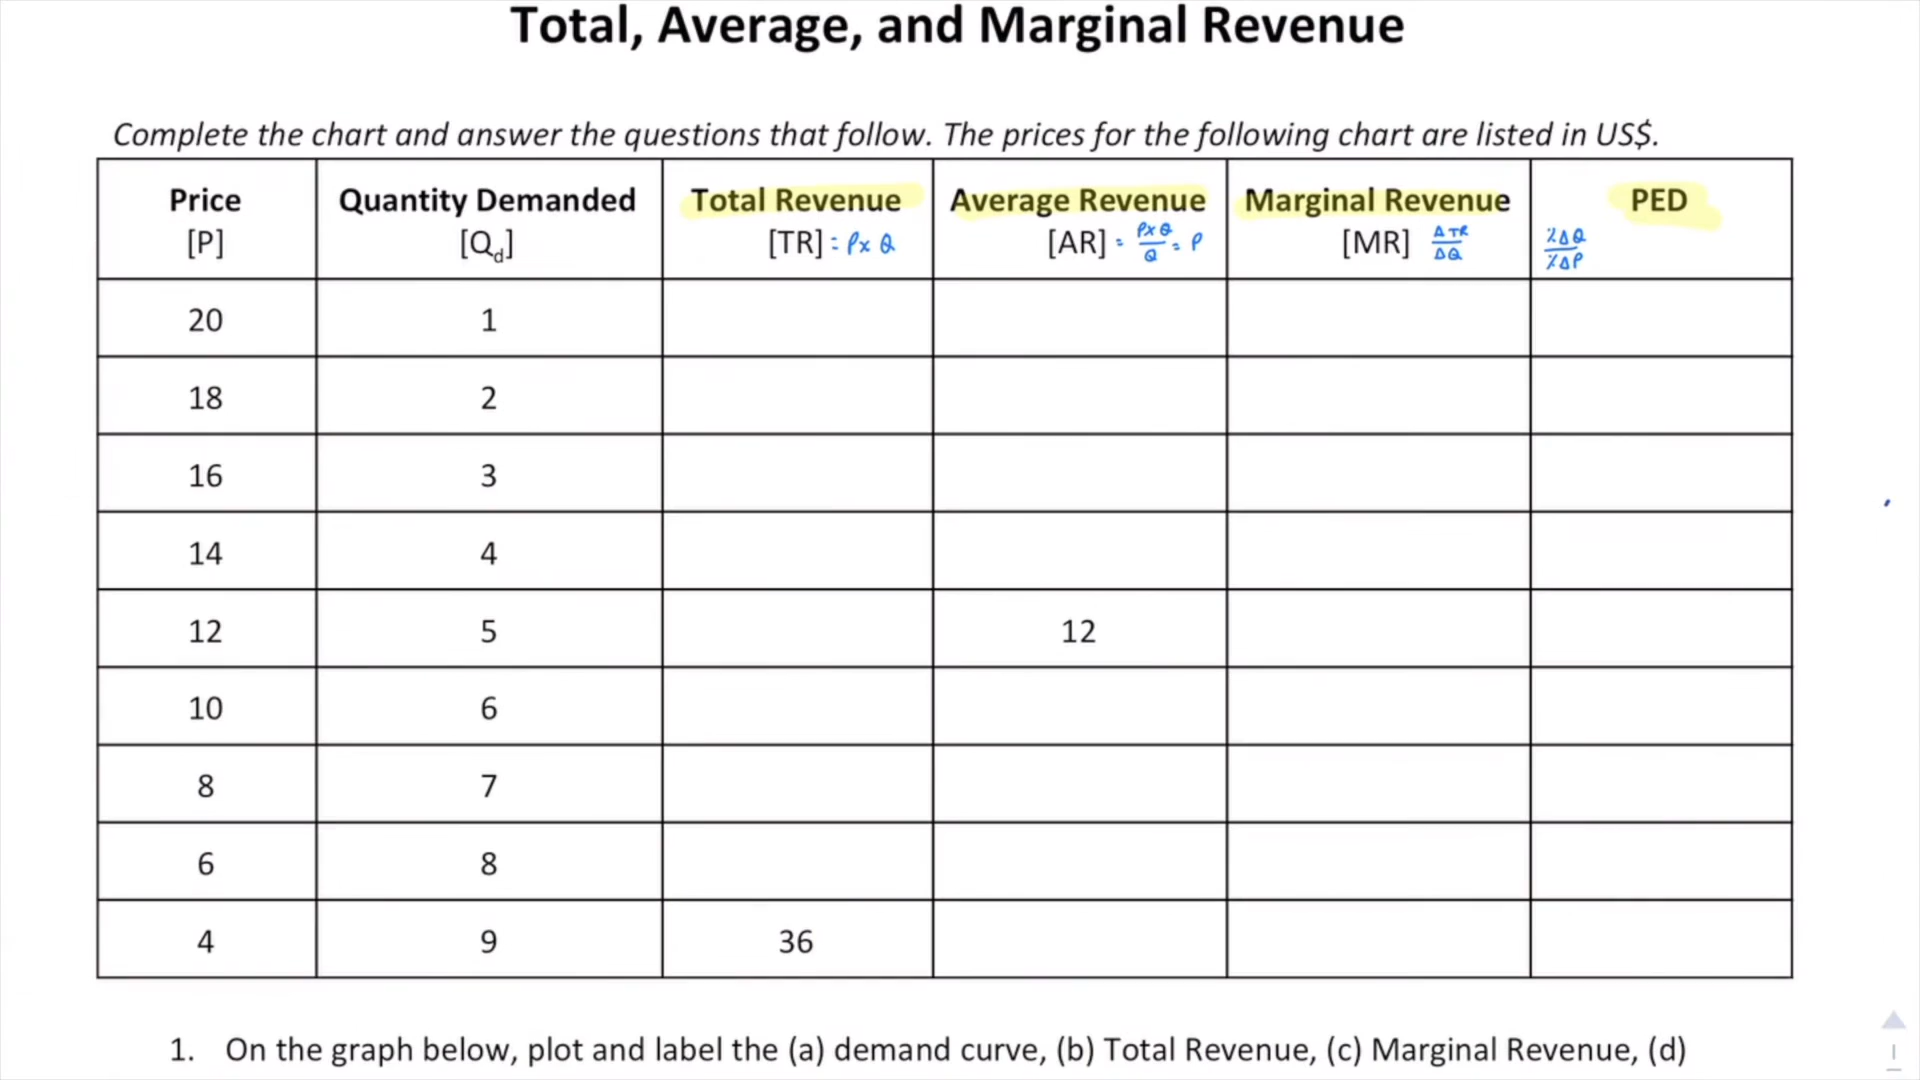 Total, Average, and Marginal Revenue
Complete the chart and answer the questions that follow. The prices for the following chart are listed in US$.
Price Quantity Demanded Total Revenue Average Revenue Marginal Revenue PED
[P] [Qd] [TR] = P x Q [AR] = P x Q / Q = P [MR] ΔTR / ΔQ %ΔQ / %ΔP
20 1
18 2
16 3
14 4
12 5 12
10 6
8 7
6 8
4 9 36
1. On the graph below, plot and label the (a) demand curve, (b) Total Revenue, (c) Marginal Revenue, (d)